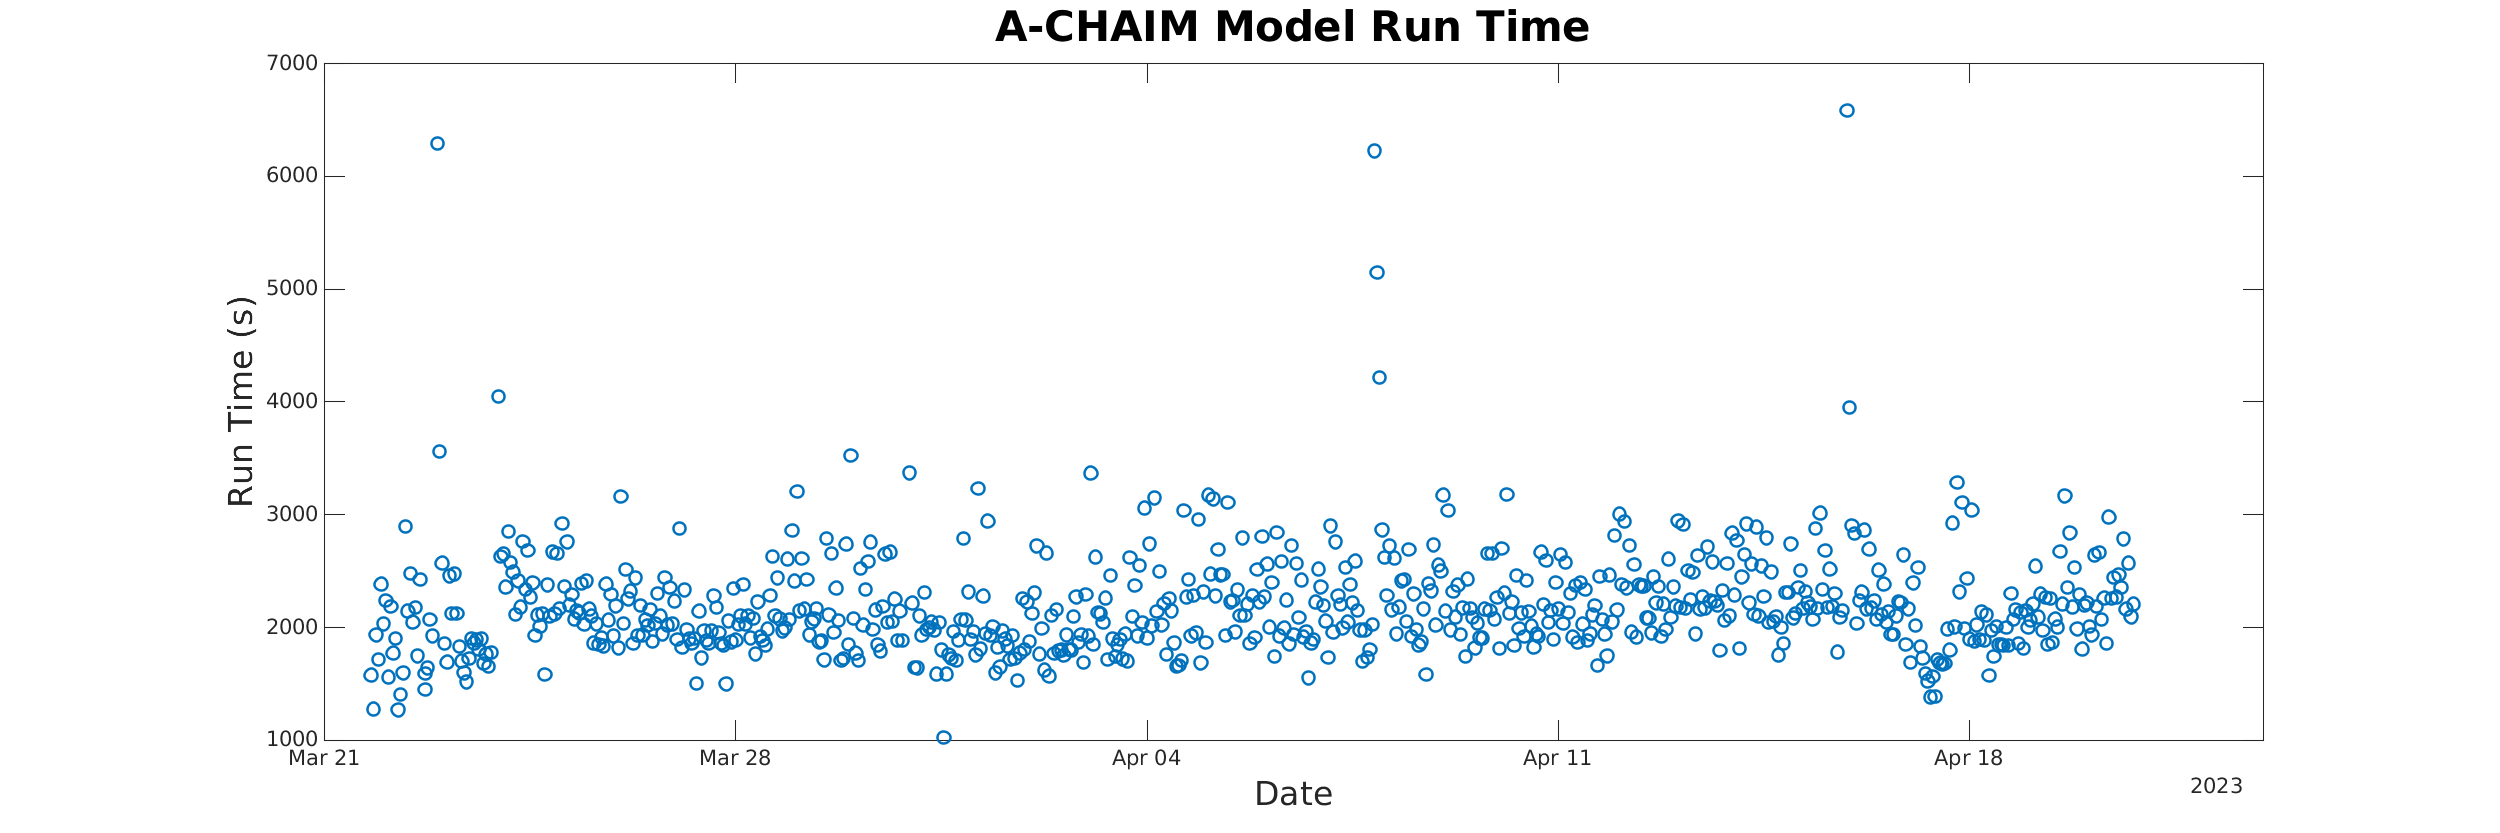 A-CHAIM Model Run Time
7000
6000
5000
4000
3000
2000
1000
Run Time (s)
Mar 21
Mar 28
Apr 04
Apr 11
Apr 18
2023
Date